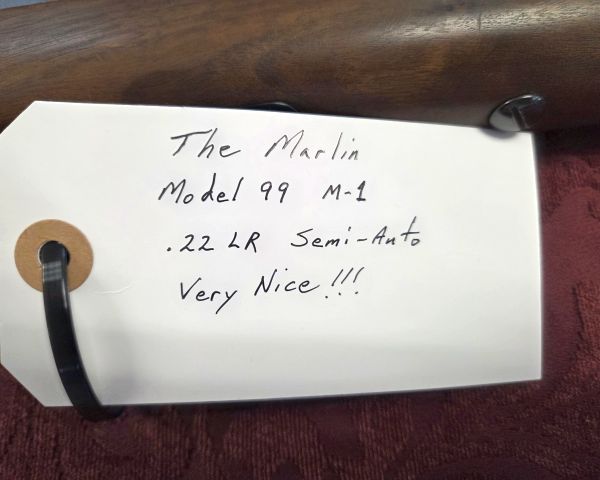 The Marlin
Model 99 M-1
.22 LR Semi-Auto
Very Nice!!!